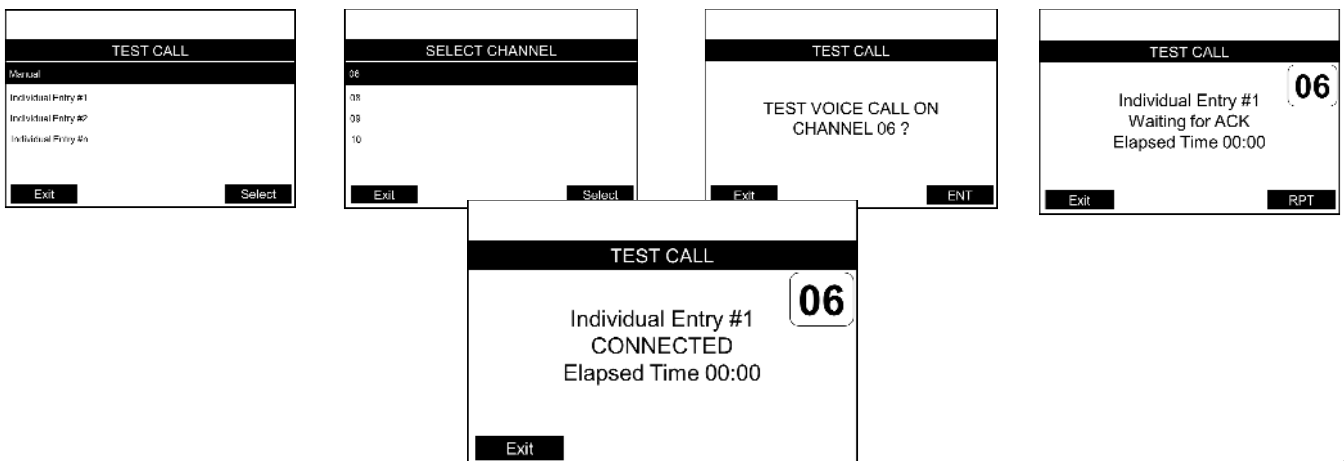 TEST CALL
Manual
Individual Entry #1
Individual Entry #2
Individual Entry #n
Exit Select
SELECT CHANNEL
06
08
09
10
Exit Select
TEST CALL
TEST VOICE CALL ON
CHANNEL 06 ?
Exit ENT
TEST CALL
06
Individual Entry #1
Waiting for ACK
Elapsed Time 00:00
Exit RPT
TEST CALL
06
Individual Entry #1
CONNECTED
Elapsed Time 00:00
Exit